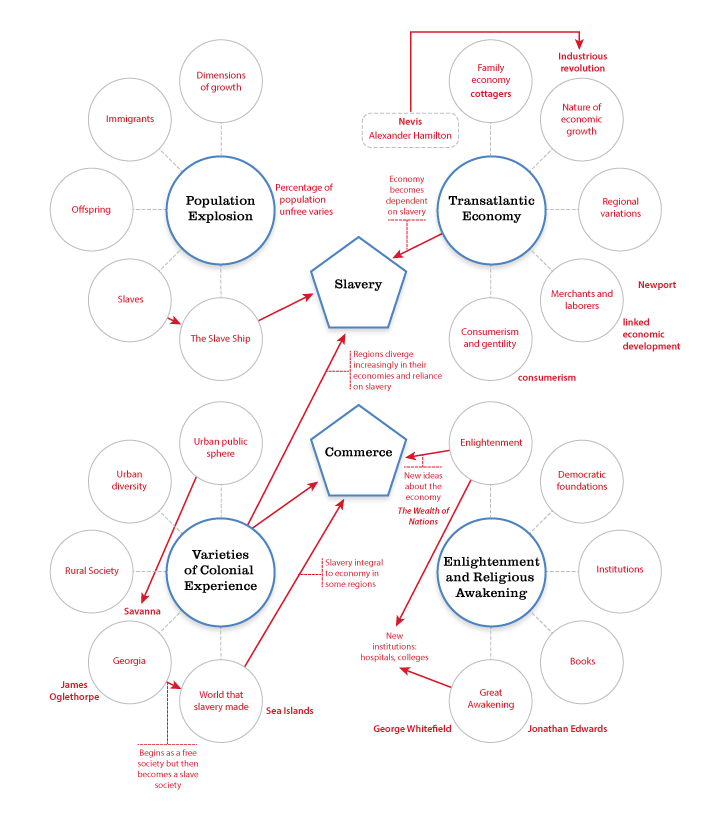 Dimensions
of growth
Immigrants
Offspring
Slaves
The Slave Ship
Population
Explosion
Percentage of
population
unfree varies
Nevis
Alexander Hamilton
Industrious
revolution
Family
economy
cottagers
Nature of
economic
growth
Regional
variations
Merchants and
laborers
Newport
linked
economic
development
Consumerism
and gentility
consumerism
Transatlantic
Economy
Economy
becomes
dependent
on slavery
Slavery
Regions diverge
increasingly in their
economies and reliance
on slavery
Commerce
Urban public
sphere
Urban
diversity
Rural Society
Savanna
Georgia
James
Oglethorpe
World that
slavery made
Sea Islands
Begins as a free
society but then
becomes a slave
society
Varieties
of Colonial
Experience
Slavery integral
to economy in
some regions
Enlightenment
New ideas
about the
economy
The Wealth of
Nations
Democratic
foundations
Institutions
Books
Great
Awakening
George Whitefield
Jonathan Edwards
New
institutions:
hospitals, colleges
Enlightenment
and Religious
Awakening